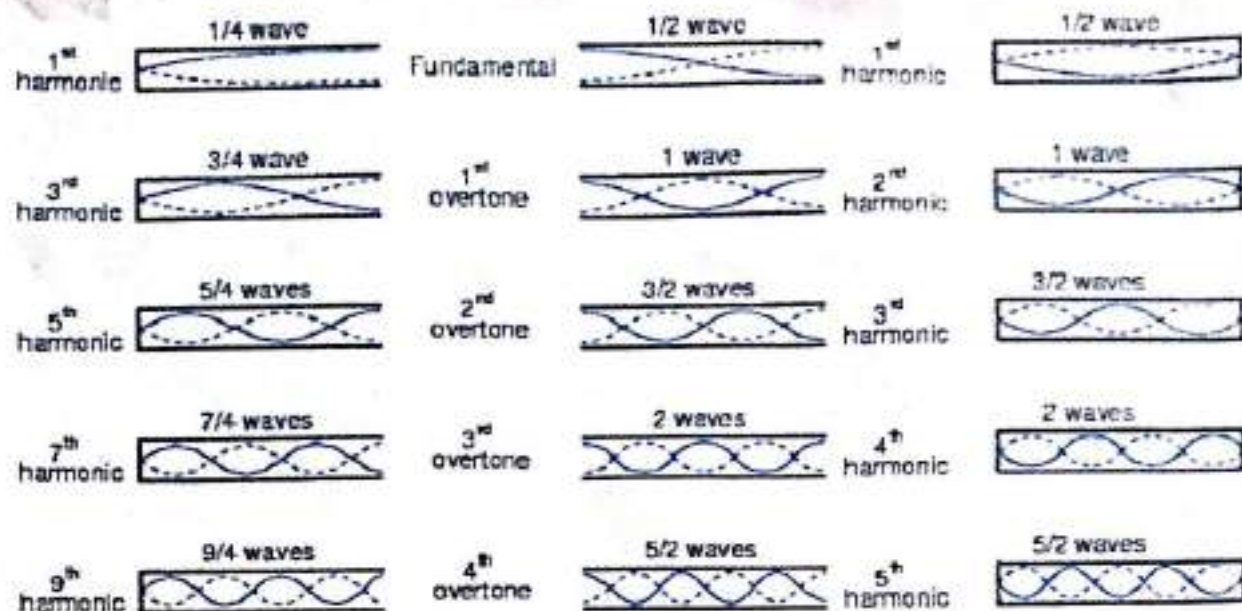 1/4 wave
1st harmonic
Fundamental
1/2 wave
1st harmonic
1/2 wave
3/4 wave
3rd harmonic
1st overtone
1 wave
2nd harmonic
1 wave
5/4 waves
5th harmonic
2nd overtone
3/2 waves
3rd harmonic
3/2 waves
7/4 waves
7th harmonic
3rd overtone
2 waves
4th harmonic
2 waves
9/4 waves
9th harmonic
4th overtone
5/2 waves
5th harmonic
5/2 waves